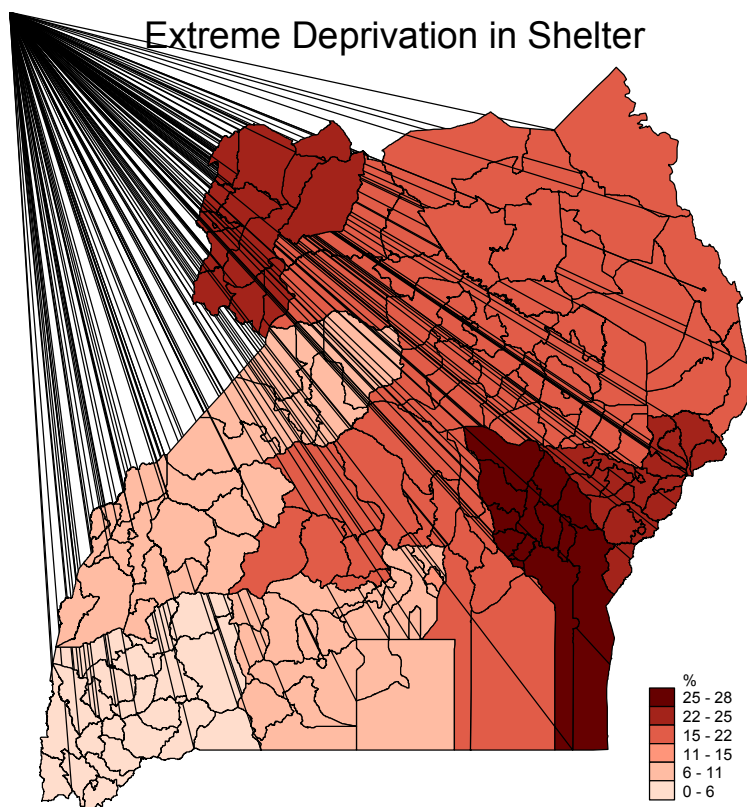 Extreme Deprivation in Shelter
%
25 - 28
22 - 25
15 - 22
11 - 15
6 - 11
0 - 6